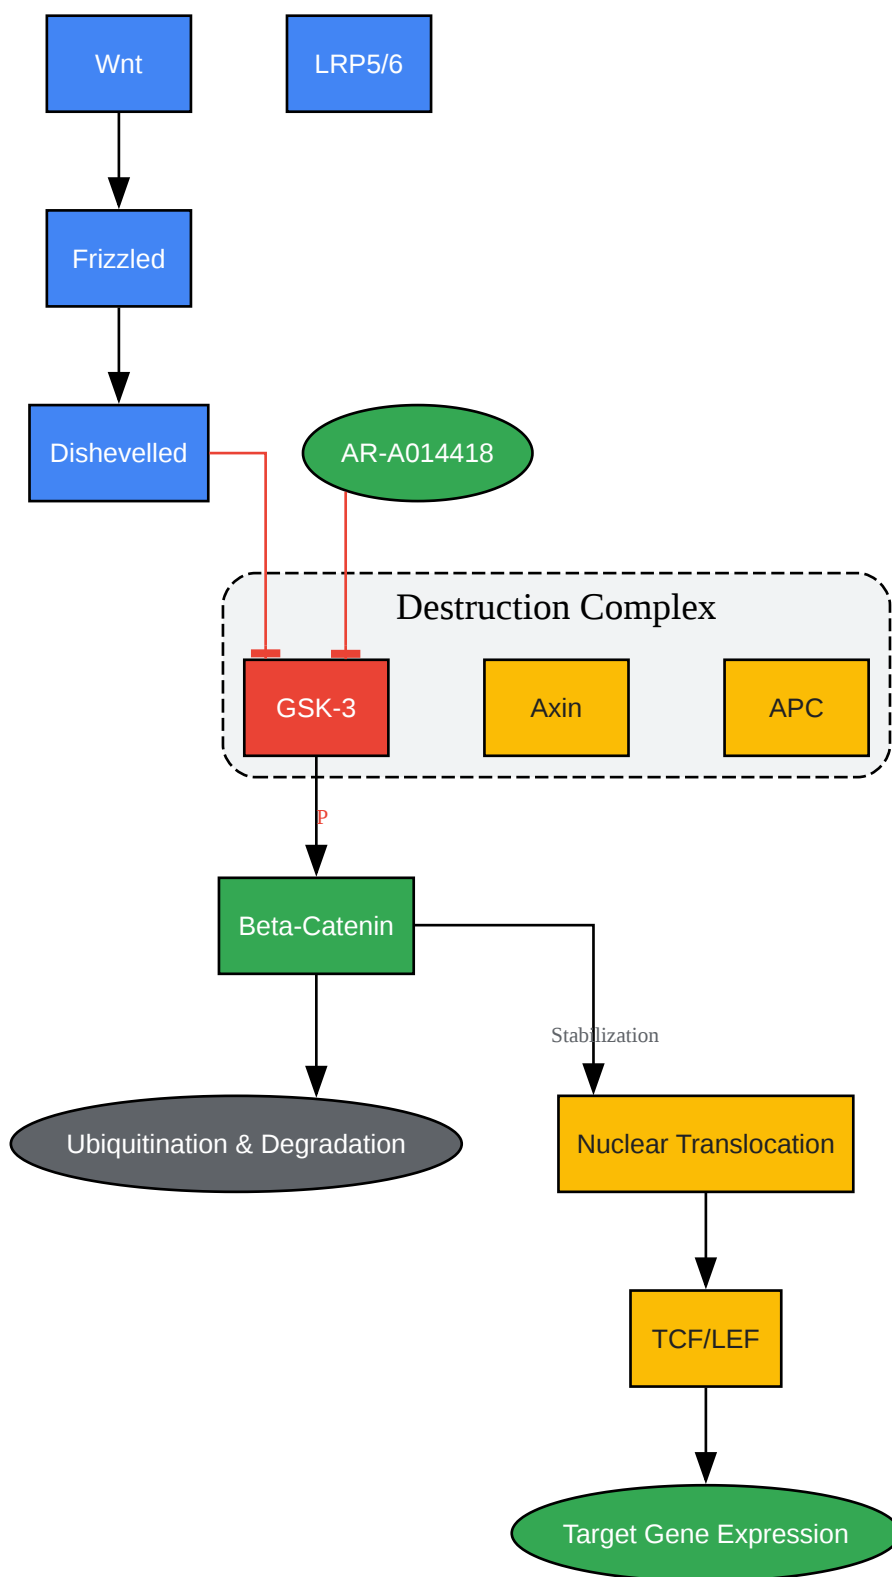 Wnt
LRP5/6
Frizzled
Dishevelled
AR-A014418
Destruction Complex
GSK-3
Axin
APC
P
Beta-Catenin
Stabilization
Ubiquitination & Degradation
Nuclear Translocation
TCF/LEF
Target Gene Expression